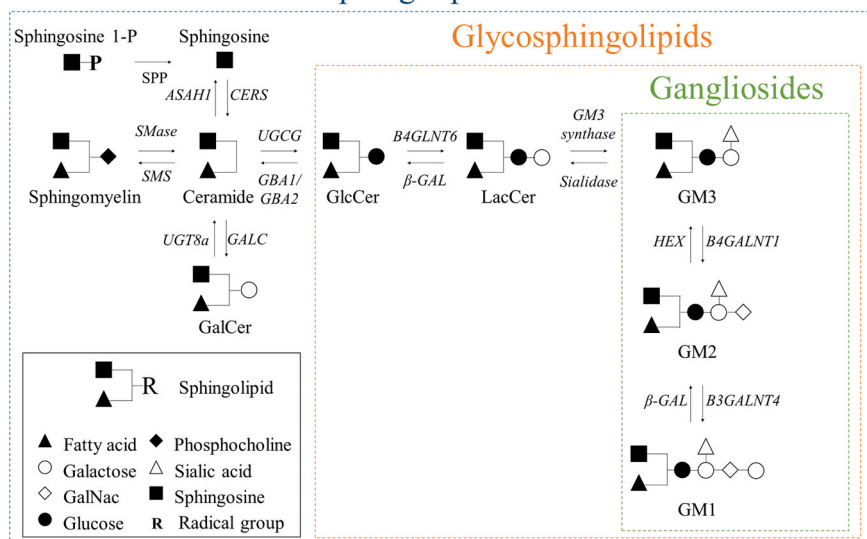 Glycosphingolipids
Gangliosides
Sphingosine 1-P
P
SPP
Sphingosine
ASAH1
CERS
SMase
SMS
Sphingomyelin
Ceramide
UGCG
GBA1/
GBA2
GlcCer
B4GLNT6
β-GAL
LacCer
GM3
synthase
Sialidase
GM3
UGT8a
GALC
GalCer
HEX
B4GALNT1
GM2
β-GAL
B3GALNT4
GM1
R
Sphingolipid
Fatty acid
Phosphocholine
Galactose
Sialic acid
GalNac
Sphingosine
Glucose
R Radical group